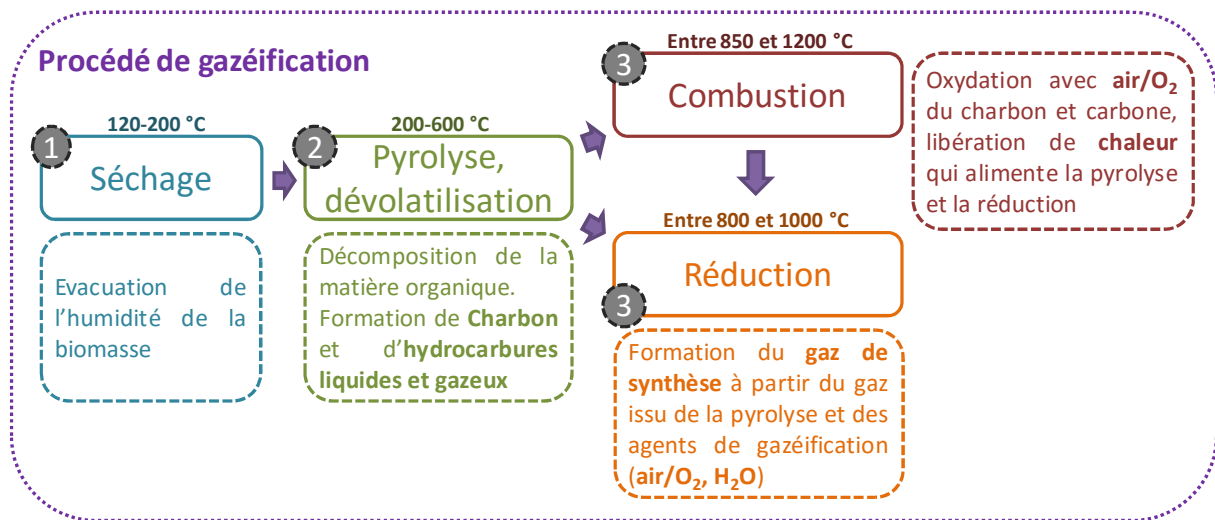 Procédé de gazéification
120-200 °C
1
Séchage
Evacuation de
l'humidité de la
biomasse
200-600 °C
2
Pyrolyse,
dévolatilisation
Décomposition de la
matière organique.
Formation de Charbon
et d'hydrocarbures
liquides et gazeux
Entre 850 et 1200 °C
3
Combustion
Oxydation avec air/O₂
du charbon et carbone,
libération de chaleur
qui alimente la pyrolyse
et la réduction
Entre 800 et 1000 °C
Réduction
3
Formation du gaz de
synthèse à partir du gaz
issu de la pyrolyse et des
agents de gazéification
(air/O₂, H₂O)